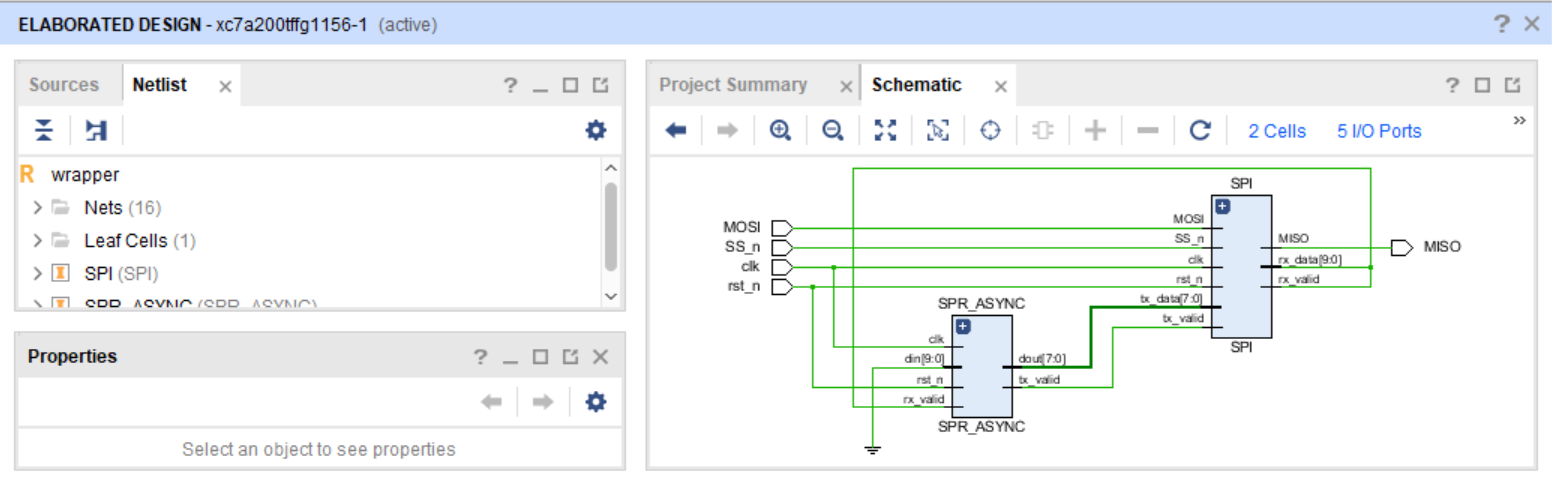 ELABORATED DESIGN - xc7a200tffg1156-1 (active)
Sources Netlist
wrapper
Nets (16)
Leaf Cells (1)
SPI (SPI)
SPR_ASYNC (SPR_ASYNC)
Properties
Select an object to see properties
Project Summary Schematic
2 Cells 5 I/O Ports
MOSI
SS_n
clk
rst_n
SPR_ASYNC
clk
din[9:0]
rst_n
rx_valid
dout[7:0]
tx_valid
SPR_ASYNC
SPI
MOSI
SS_n
clk
rst_n
tx_data[7:0]
tx_valid
MISO
rx_data[9:0]
rx_valid
SPI
MISO